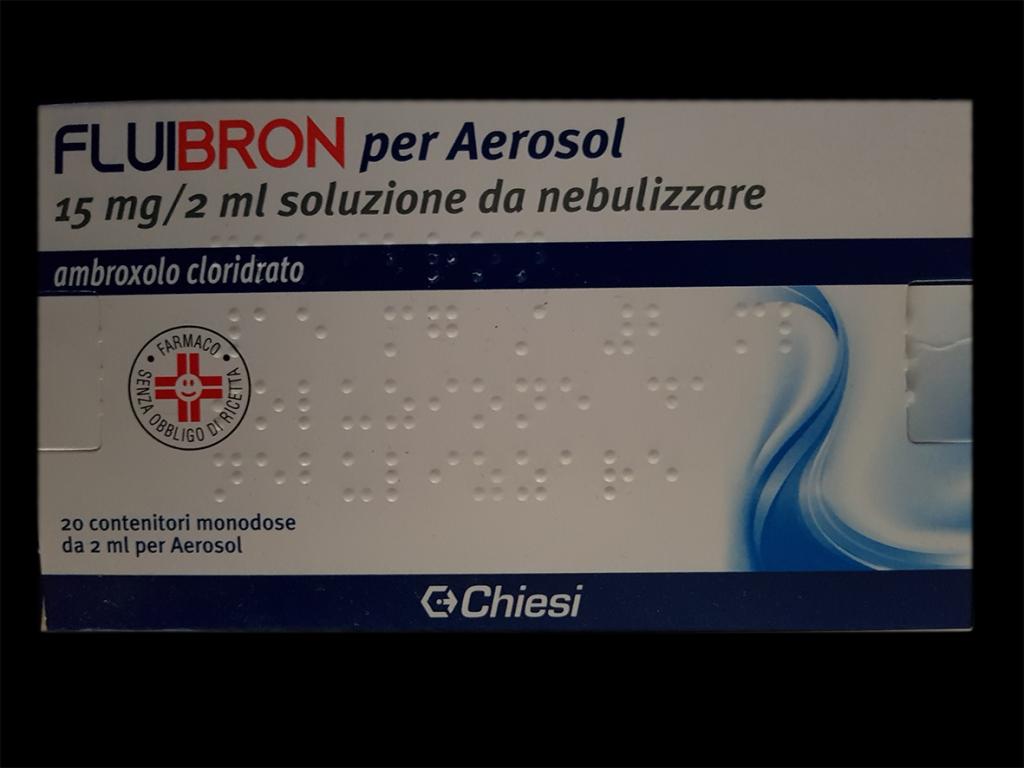 FLUIBRON per Aerosol
15 mg/2 ml soluzione da nebulizzare
ambroxolo cloridrato
FARMACO
SENZA OBBLIGO DI RICETTA
20 contenitori monodose
da 2 ml per Aerosol
Chiesi